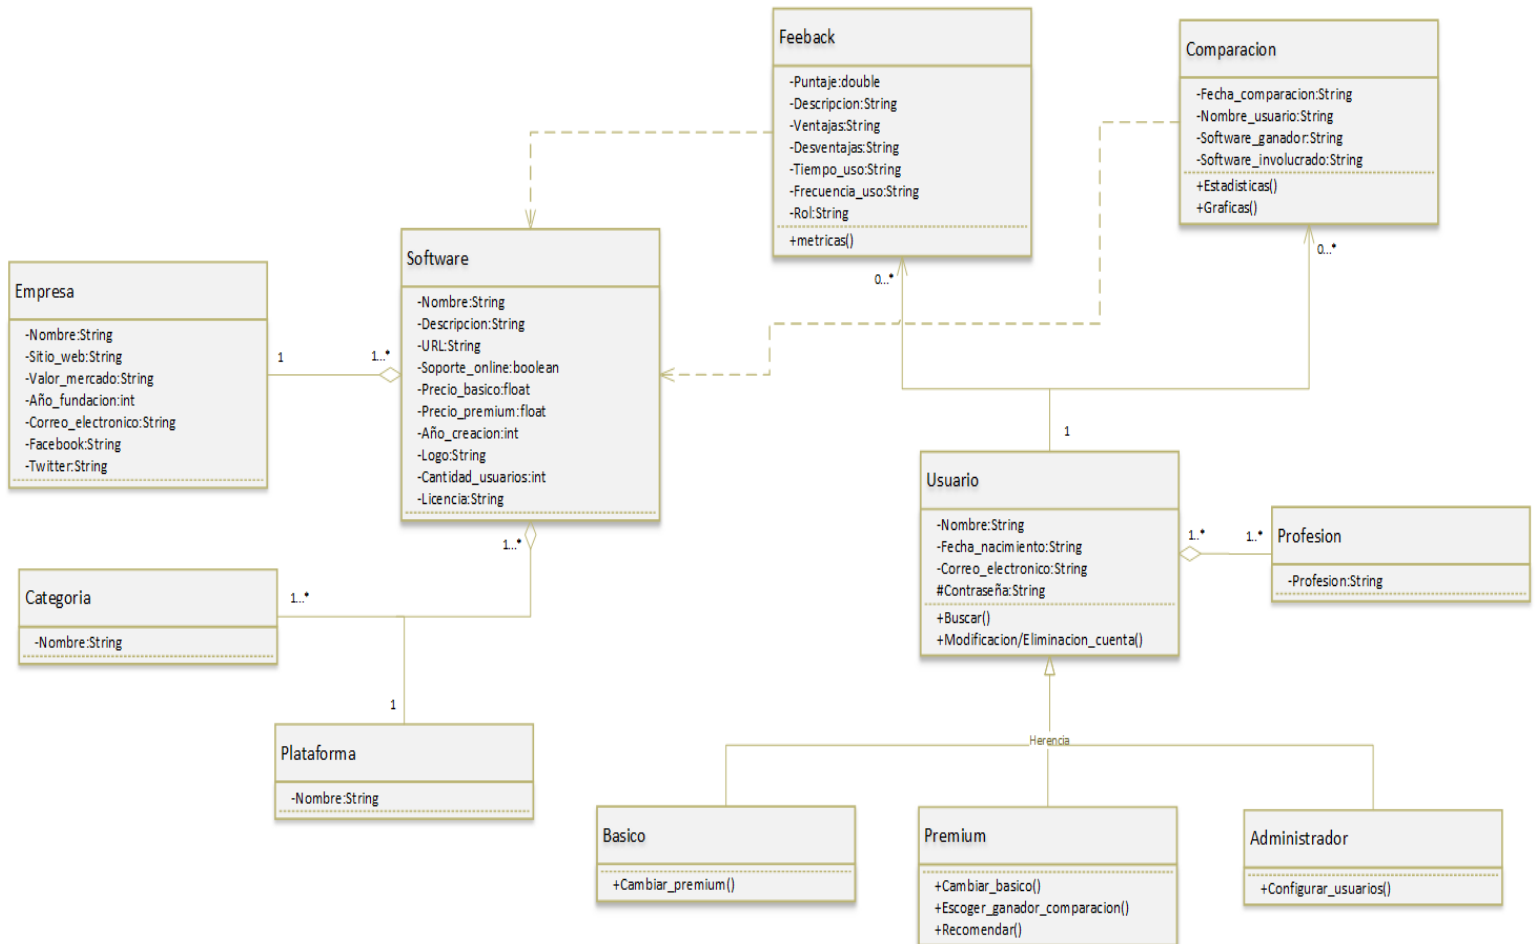 Feeback
-Puntaje:double
-Descripcion:String
-Ventajas:String
-Desventajas:String
-Tiempo_uso:String
-Frecuencia_uso:String
-Rol:String
+metricas()
0...*
Comparacion
-Fecha_comparacion:String
-Nombre_usuario:String
-Software_ganador:String
-Software_involucrado:String
+Estadisticas()
+Graficas()
0...*
Software
-Nombre:String
-Descripcion:String
-URL:String
-Soporte_online:boolean
-Precio_basico:float
-Precio_premium:float
-Año_creacion:int
-Logo:String
-Cantidad_usuarios:int
-Licencia:String
1...*
1...*
Empresa
-Nombre:String
-Sitio_web:String
-Valor_mercado:String
-Año_fundacion:int
-Correo_electronico:String
-Facebook:String
-Twitter:String
1
1
Usuario
-Nombre:String
-Fecha_nacimiento:String
-Correo_electronico:String
#Contraseña:String
+Buscar()
+Modificacion/Eliminacion_cuenta()
1..*
1..*
Profesion
-Profesion:String
Categoria
-Nombre:String
1...*
1
Plataforma
-Nombre:String
Herencia
Basico
+Cambiar_premium()
Premium
+Cambiar_basico()
+Escoger_ganador_comparacion()
+Recomendar()
Administrador
+Configurar_usuarios()